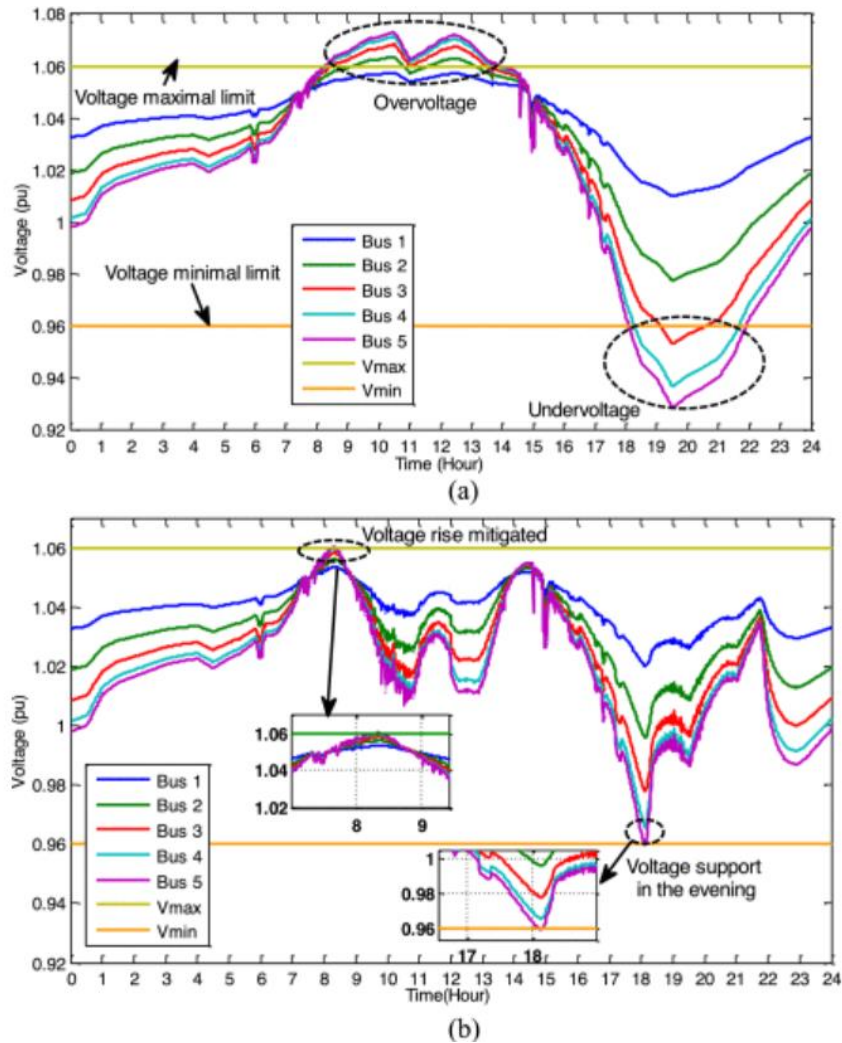 1.08
1.06
1.04
1.02
1
0.98
0.96
0.94
0.92
Voltage (pu)
Voltage maximal limit
Overvoltage
Voltage minimal limit
Bus 1
Bus 2
Bus 3
Bus 4
Bus 5
Vmax
Vmin
Undervoltage
0 1 2 3 4 5 6 7 8 9 10 11 12 13 14 15 16 17 18 19 20 21 22 23 24
Time (Hour)
(a)
Voltage rise mitigated
1.06
1.04
1.02
1
0.98
0.96
0.94
0.92
Voltage (pu)
1.06
1.04
1.02
8 9
Bus 1
Bus 2
Bus 3
Bus 4
Bus 5
Vmax
Vmin
1
0.98
0.96
17 18
Voltage support
in the evening
0 1 2 3 4 5 6 7 8 9 10 11 12 13 14 15 16 17 18 19 20 21 22 23 24
Time(Hour)
(b)